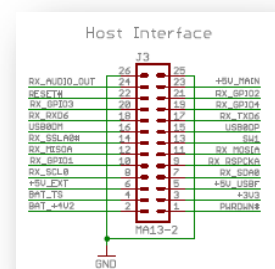 Host Interface
J3
26 25
RX_AUDIO_OUT 24 23 +5V_MAIN
RESET# 22 21 RX_GPIO2
RX_GPIO3 20 19 RX_GPIO4
RX_RXD6 18 17 RX_TXD6
USB0DM 16 15 USB0DP
RX_SSLA0# 14 13 SW1
RX_MISOA 12 11 RX_MOSIA
RX_GPIO1 10 9 RX_RSPCKA
RX_SCL0 8 7 RX_SDA0
+5V_EXT 6 5 +5V_USBF
BAT_TS 4 3 +3V3
BAT_+4V2 2 1 PWRDWN#
MA13-2
GND